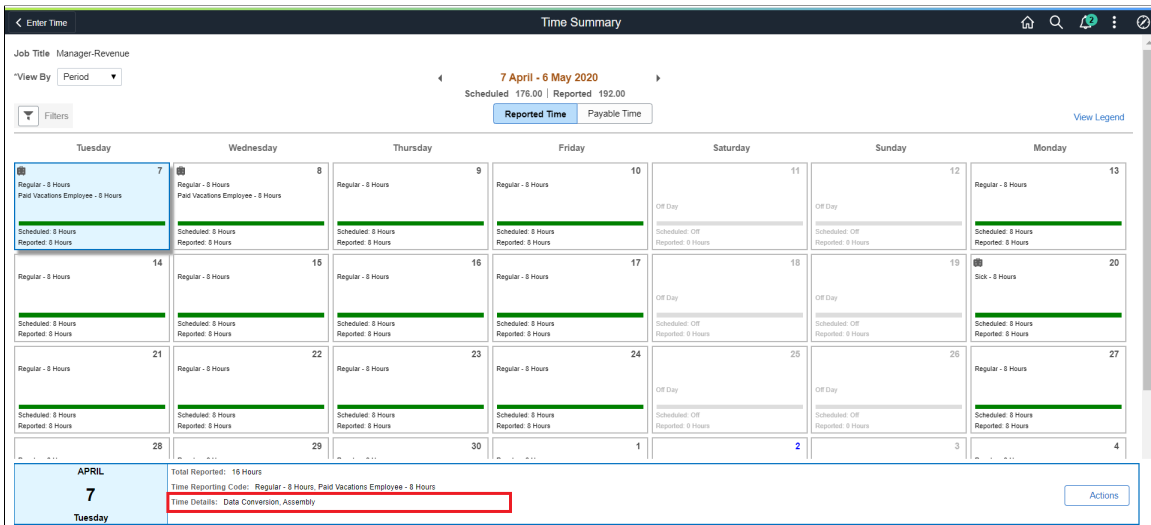 Enter Time
Time Summary
2
Job Title Manager-Revenue
*View By Period
7 April - 6 May 2020
Scheduled 176.00 | Reported 192.00
Filters
Reported Time Payable Time
View Legend
Tuesday Wednesday Thursday Friday Saturday Sunday Monday
7 8 9 10 11 12 13
Regular - 8 Hours Regular - 8 Hours Regular - 8 Hours Regular - 8 Hours Regular - 8 Hours
Paid Vacations Employee - 8 Hours Paid Vacations Employee - 8 Hours
Off Day Off Day
Scheduled: 8 Hours Scheduled: 8 Hours Scheduled: 8 Hours Scheduled: 8 Hours Scheduled: Off Scheduled: Off Scheduled: 8 Hours
Reported: 8 Hours Reported: 8 Hours Reported: 8 Hours Reported: 8 Hours Reported: 0 Hours Reported: 0 Hours Reported: 8 Hours
14 15 16 17 18 19 20
Regular - 8 Hours Regular - 8 Hours Regular - 8 Hours Regular - 8 Hours Sick - 8 Hours
Off Day Off Day
Scheduled: 8 Hours Scheduled: 8 Hours Scheduled: 8 Hours Scheduled: 8 Hours Scheduled: Off Scheduled: Off Scheduled: 8 Hours
Reported: 8 Hours Reported: 8 Hours Reported: 8 Hours Reported: 8 Hours Reported: 0 Hours Reported: 0 Hours Reported: 8 Hours
21 22 23 24 25 26 27
Regular - 8 Hours Regular - 8 Hours Regular - 8 Hours Regular - 8 Hours Regular - 8 Hours
Off Day Off Day
Scheduled: 8 Hours Scheduled: 8 Hours Scheduled: 8 Hours Scheduled: 8 Hours Scheduled: Off Scheduled: Off Scheduled: 8 Hours
Reported: 8 Hours Reported: 8 Hours Reported: 8 Hours Reported: 8 Hours Reported: 0 Hours Reported: 0 Hours Reported: 8 Hours
28 29 30 1 2 3 4
APRIL
7
Tuesday
Total Reported: 16 Hours
Time Reporting Code: Regular - 8 Hours, Paid Vacations Employee - 8 Hours
Time Details: Data Conversion, Assembly
Actions